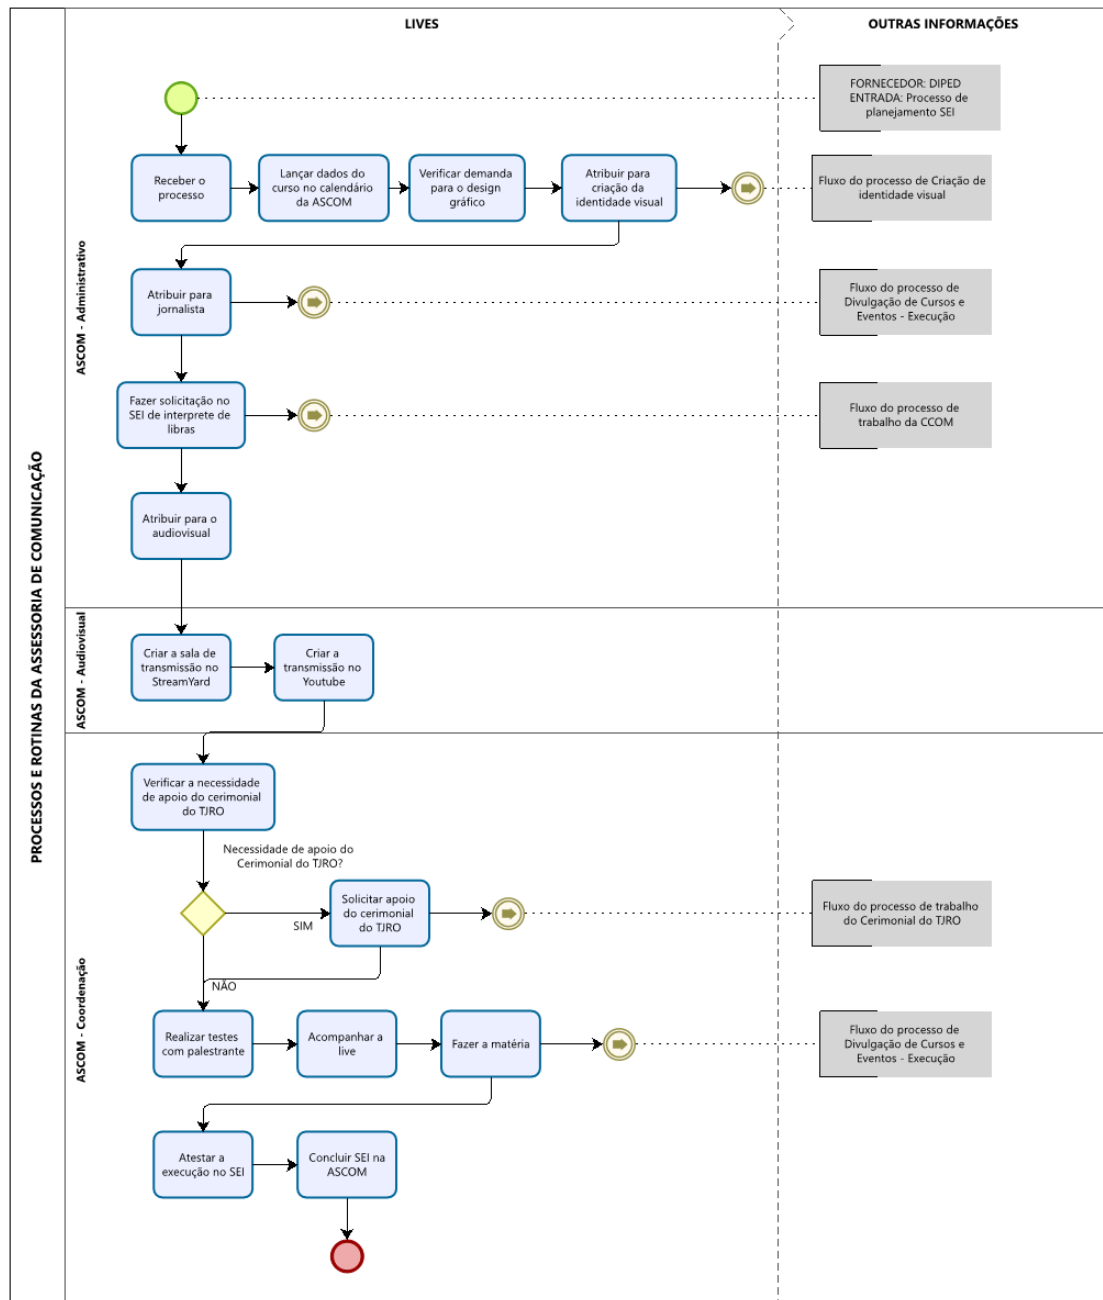 LIVES
OUTRAS INFORMAÇÕES
PROCESSOS E ROTINAS DA ASSESSORIA DE COMUNICAÇÃO
ASCOM - Administrativo
FORNECEDOR: DIPED
ENTRADA: Processo de
planejamento SEI
Receber o
processo
Lançar dados do
curso no calendário
da ASCOM
Verificar demanda
para o design
gráfico
Atribuir para
criação da
identidade visual
Fluxo do processo de Criação de
identidade visual
Atribuir para
jornalista
Fluxo do processo de
Divulgação de Cursos e
Eventos - Execução
Fazer solicitação no
SEI de interprete de
libras
Fluxo do processo de
trabalho da CCOM
Atribuir para o
audiovisual
ASCOM - Audiovisual
Criar a sala de
transmissão no
StreamYard
Criar a
transmissão no
Youtube
ASCOM - Coordenação
Verificar a necessidade
de apoio do cerimonial
do TJRO
Necessidade de apoio do
Cerimonial do TJRO?
SIM
Solicitar apoio
do cerimonial
do TJRO
Fluxo do processo de trabalho
do Cerimonial do TJRO
NÃO
Realizar testes
com palestrante
Acompanhar a
live
Fazer a matéria
Fluxo do processo de
Divulgação de Cursos e
Eventos - Execução
Atestar a
execução no SEI
Concluir SEI na
ASCOM